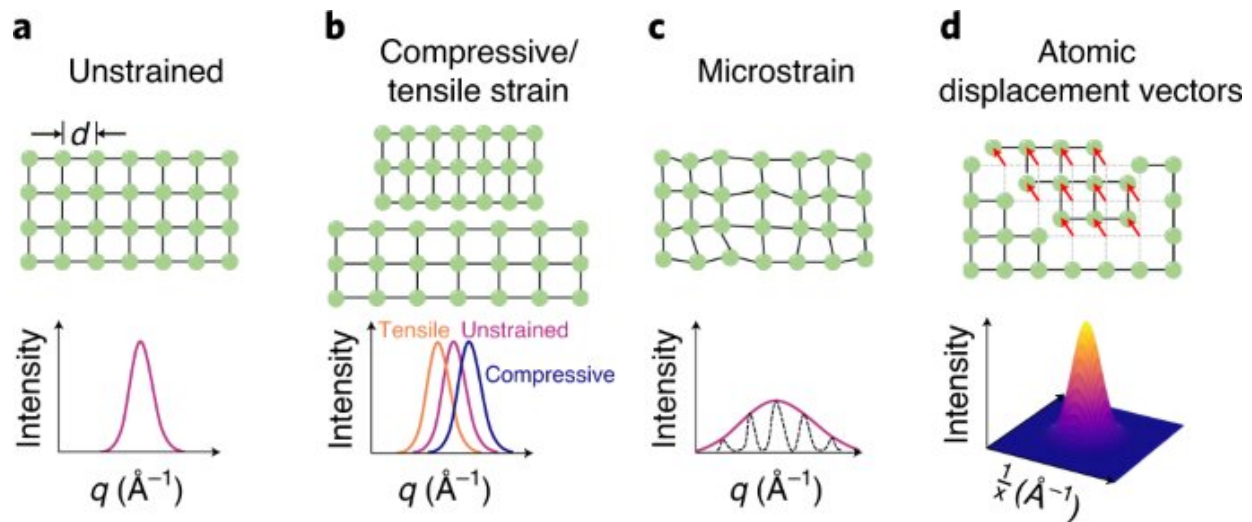 a
Unstrained
d
Intensity
q (Å⁻¹)
b
Compressive/
tensile strain
Tensile
Unstrained
Compressive
Intensity
q (Å⁻¹)
c
Microstrain
Intensity
q (Å⁻¹)
d
Atomic
displacement vectors
Intensity
1/x (Å⁻¹)